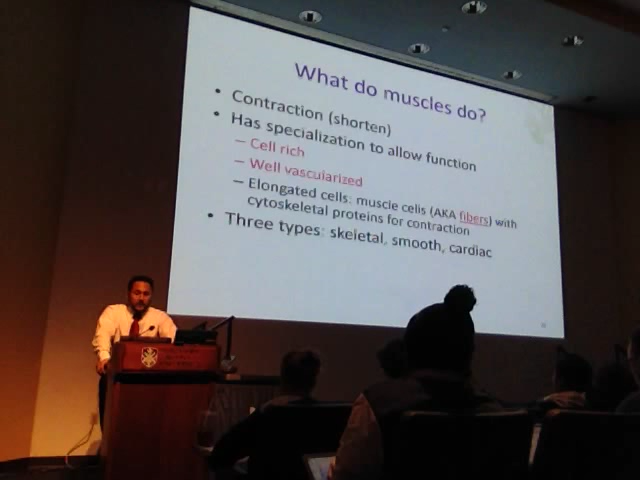 What do muscles do?
• Contraction (shorten)
• Has specialization to allow function
– Cell rich
– Well vascularized
– Elongated cells: muscle cells (AKA fibers) with
cytoskeletal proteins for contraction
• Three types: skeletal, smooth, cardiac